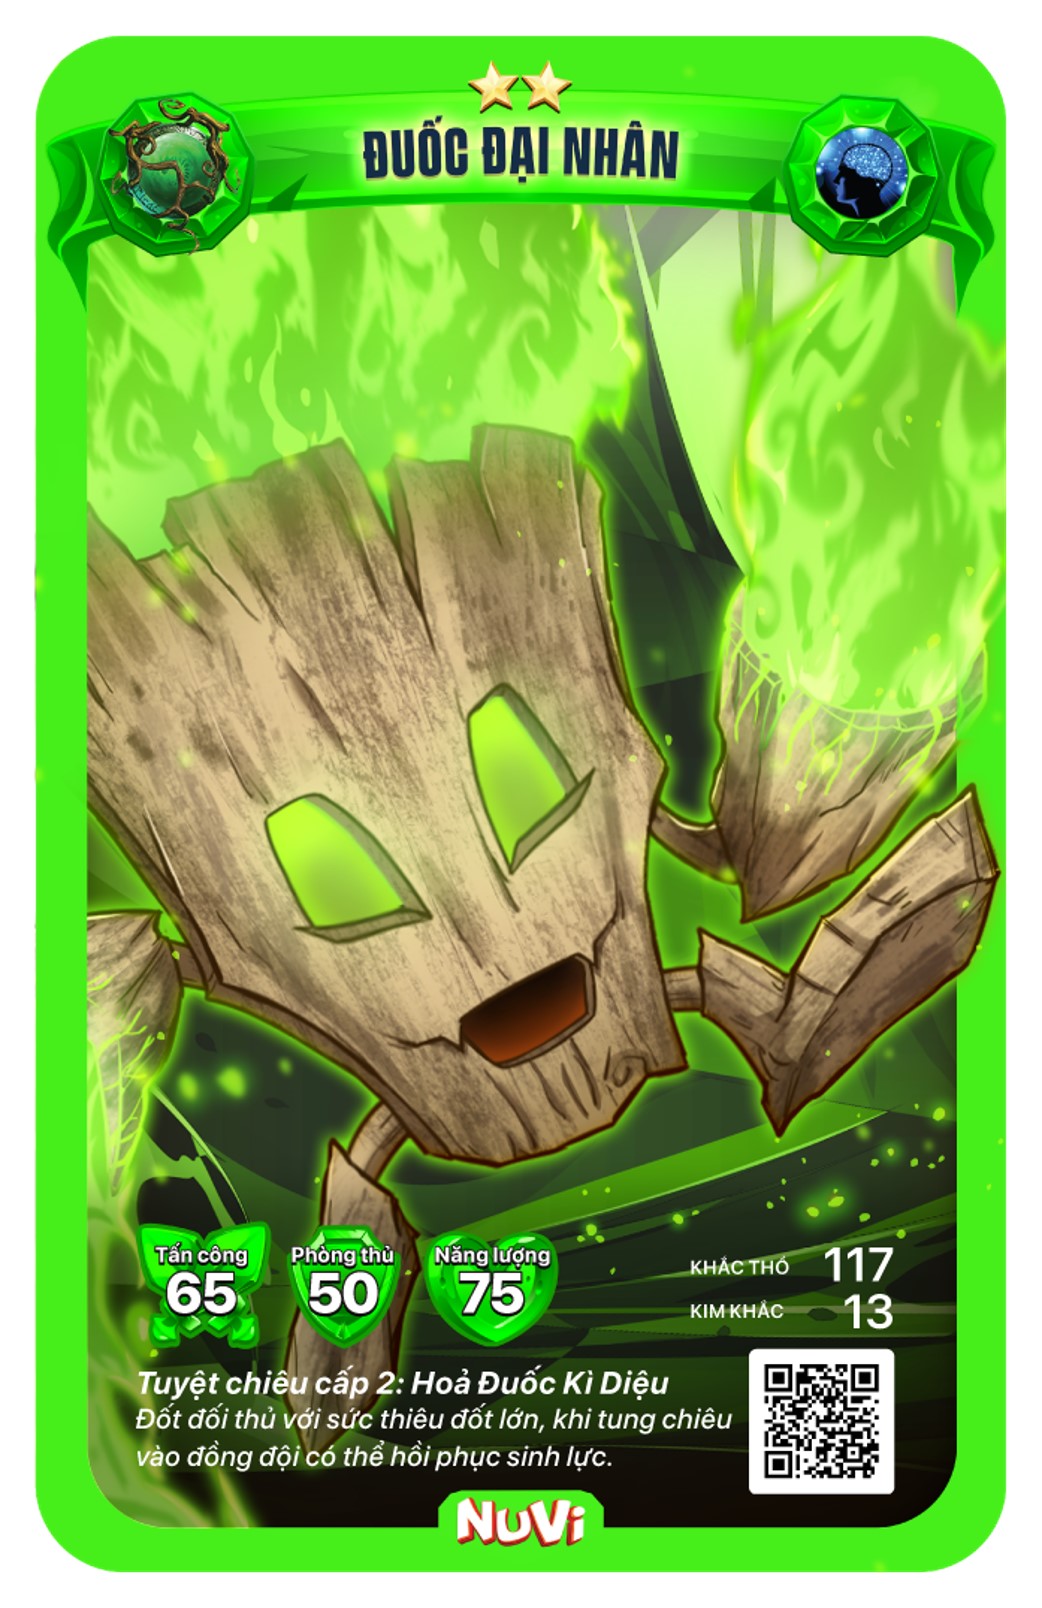 ĐUỐC ĐẠI NHÂN
Tấn công
65
Phòng thủ
50
Năng lượng
75
KHẮC THỔ 117
KIM KHẮC 13
Tuyệt chiêu cấp 2: Hoả Đuốc Kì Diệu
Đốt đối thủ với sức thiêu đốt lớn, khi tung chiêu
vào đồng đội có thể hồi phục sinh lực.
NuVi